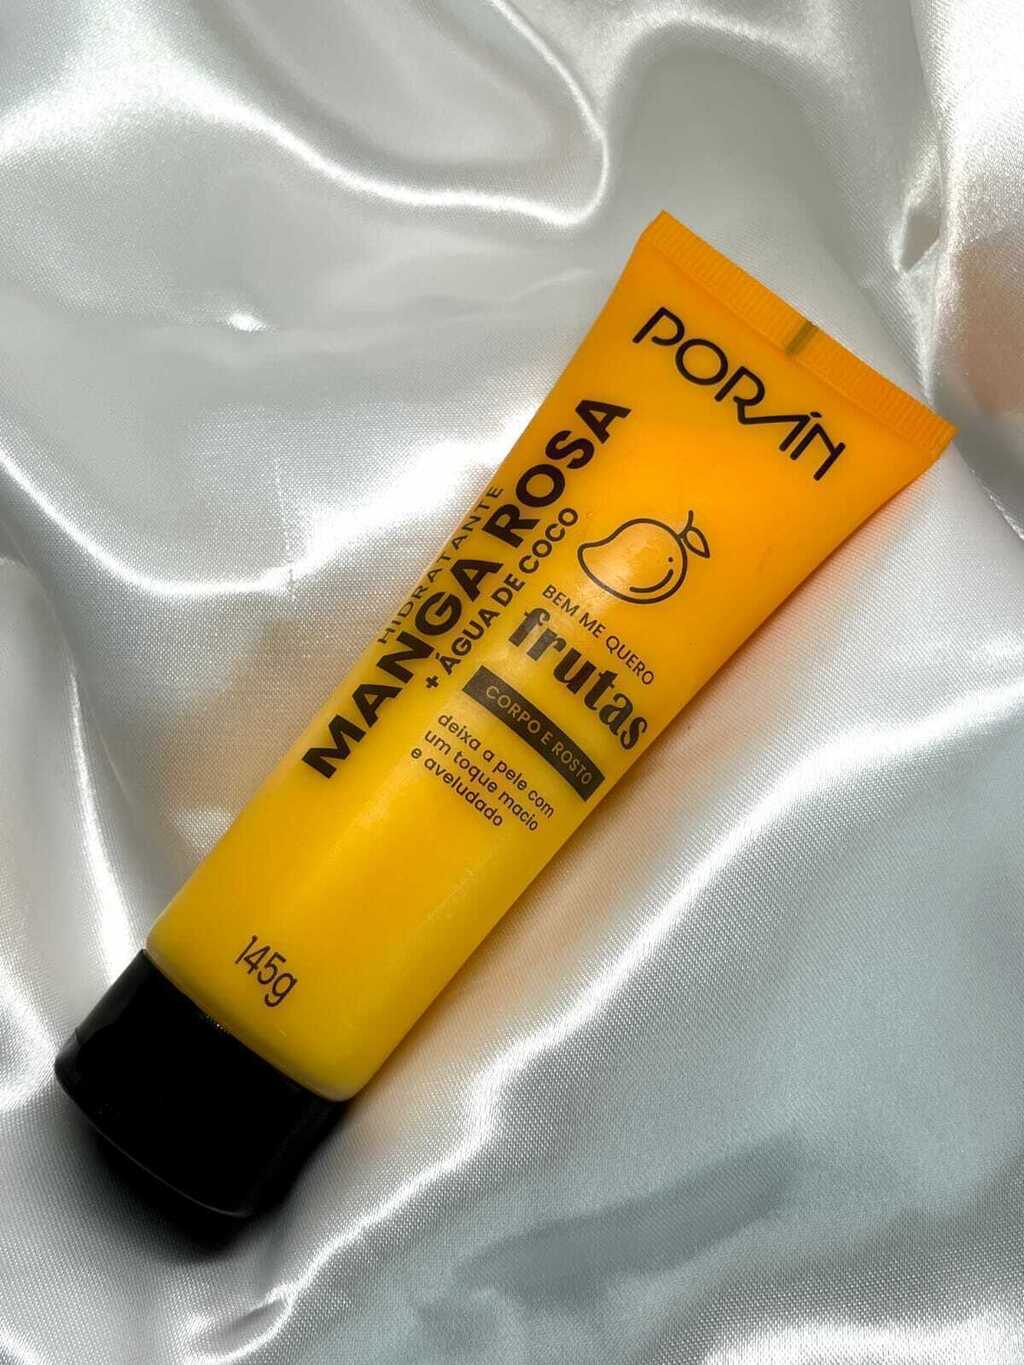 PORÁN
HIDRATANTE
MANGA ROSA
+ ÁGUA DE COCO
BEM ME QUERO
frutas
CORPO E ROSTO
deixa a pele com
um toque macio
e aveludado
145g